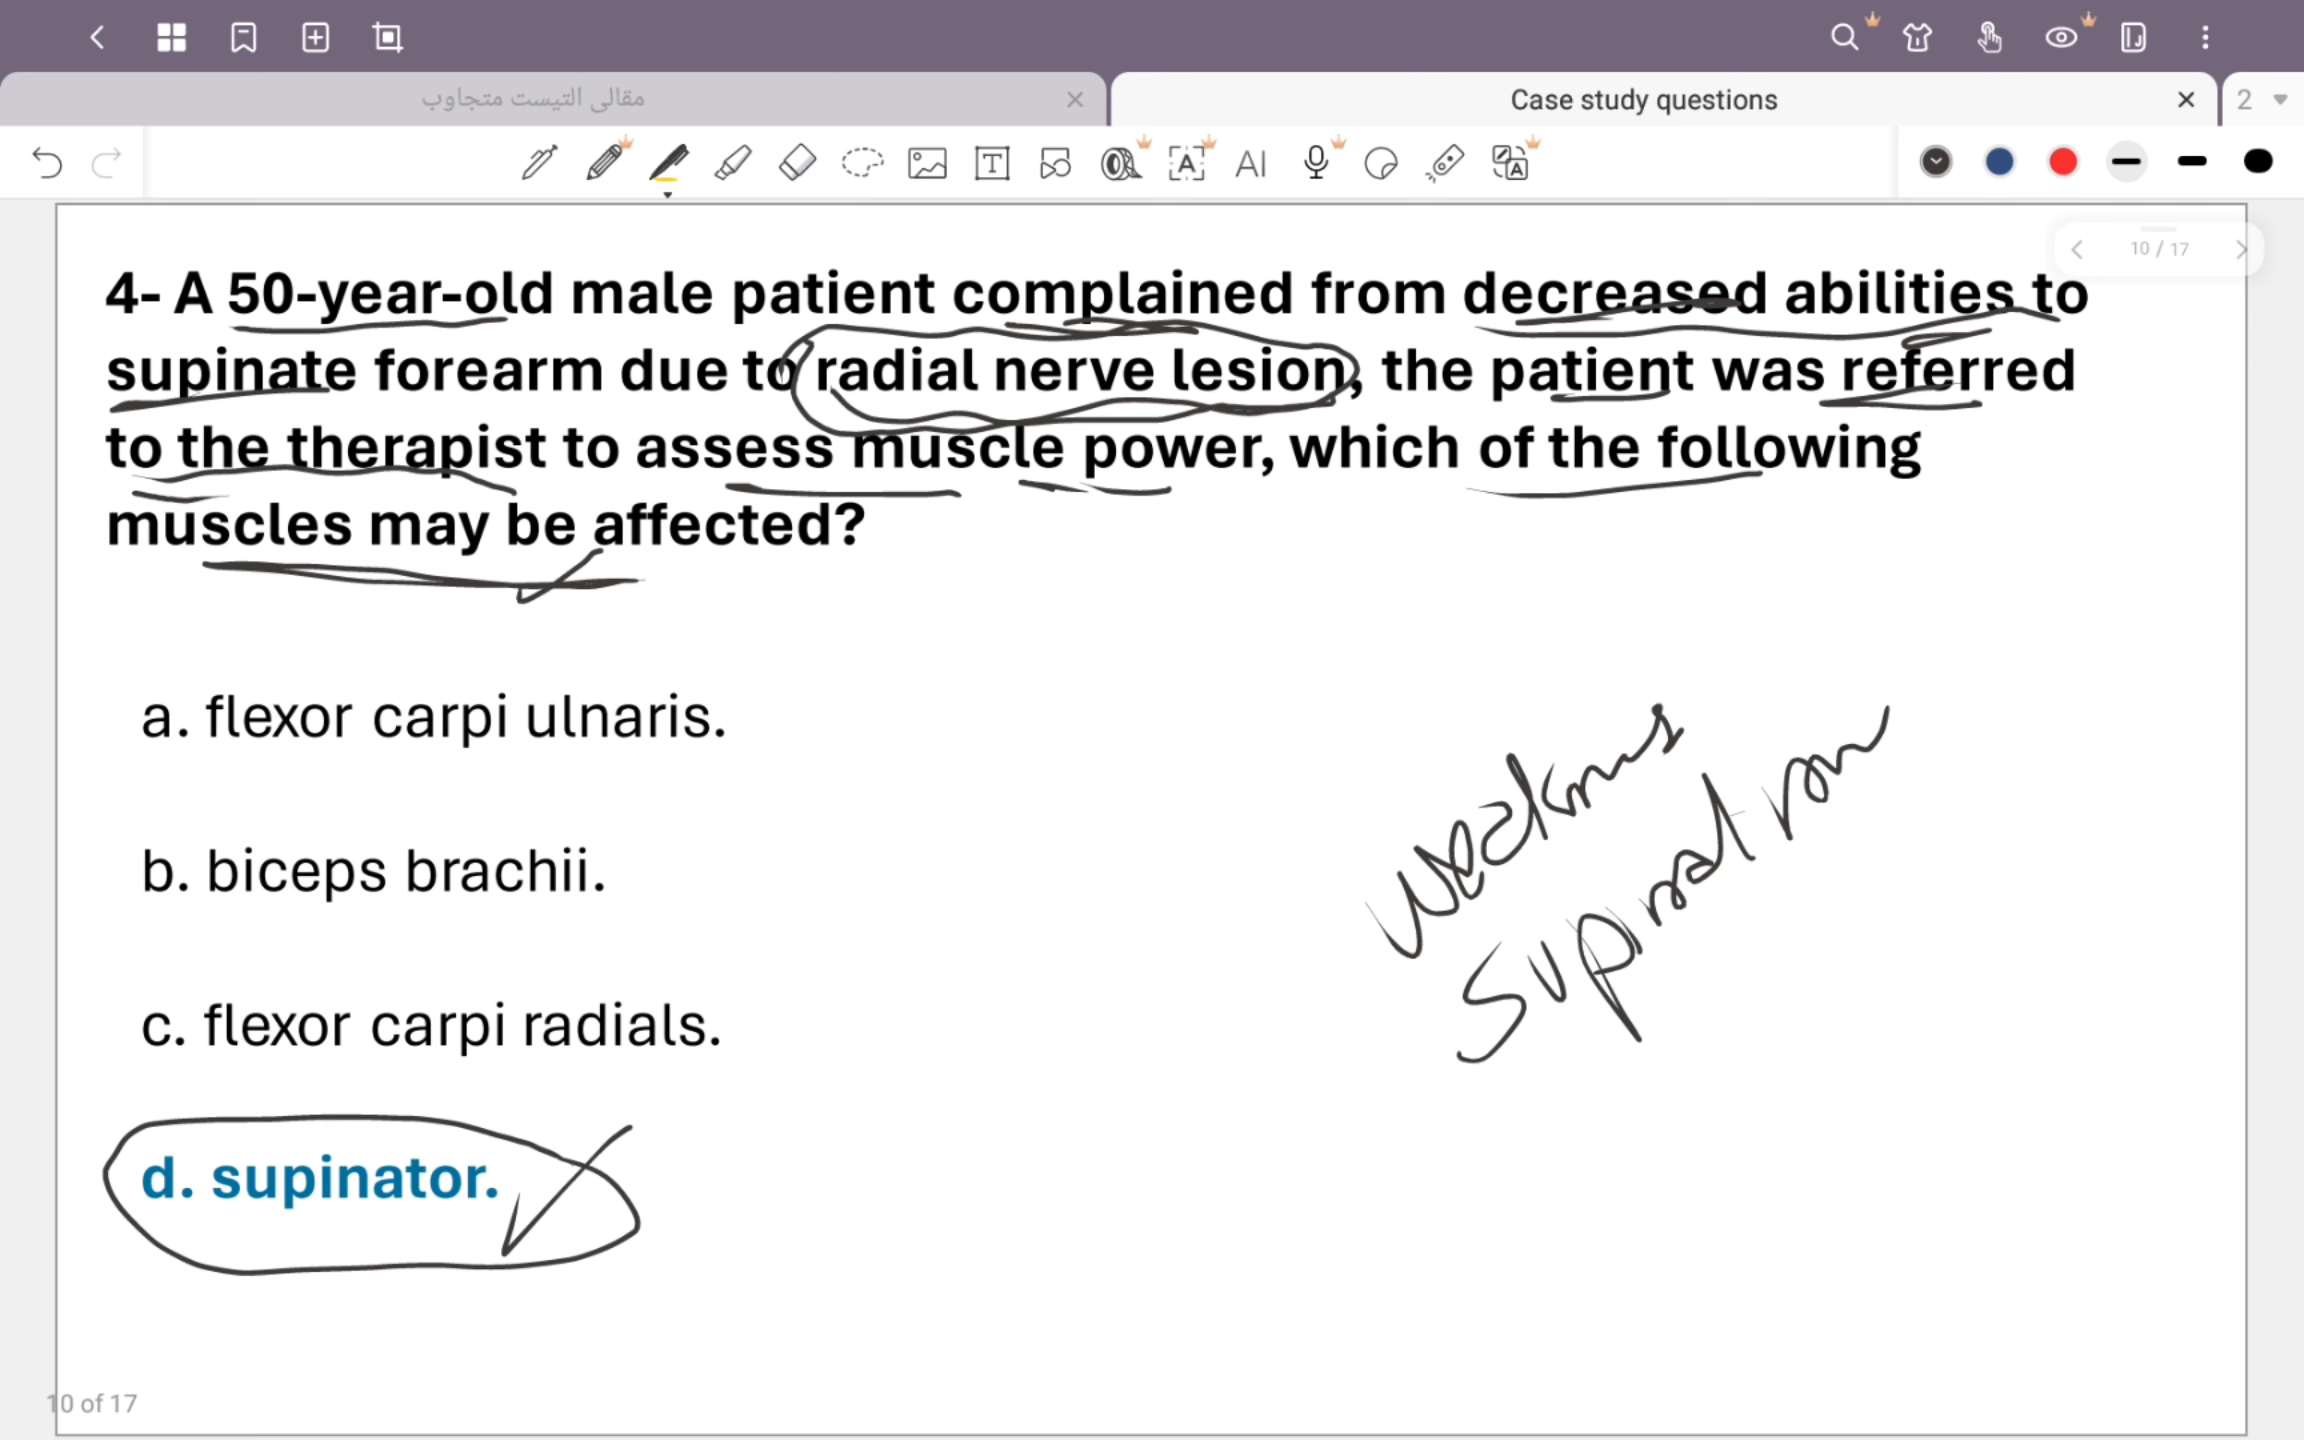 مقالى التيست متجاوب
Case study questions
2
10 / 17
4- A 50-year-old male patient complained from decreased abilities to
supinate forearm due to radial nerve lesion, the patient was referred
to the therapist to assess muscle power, which of the following
muscles may be affected?
a. flexor carpi ulnaris.
b. biceps brachii.
c. flexor carpi radials.
d. supinator.
Weakness
Supination
10 of 17